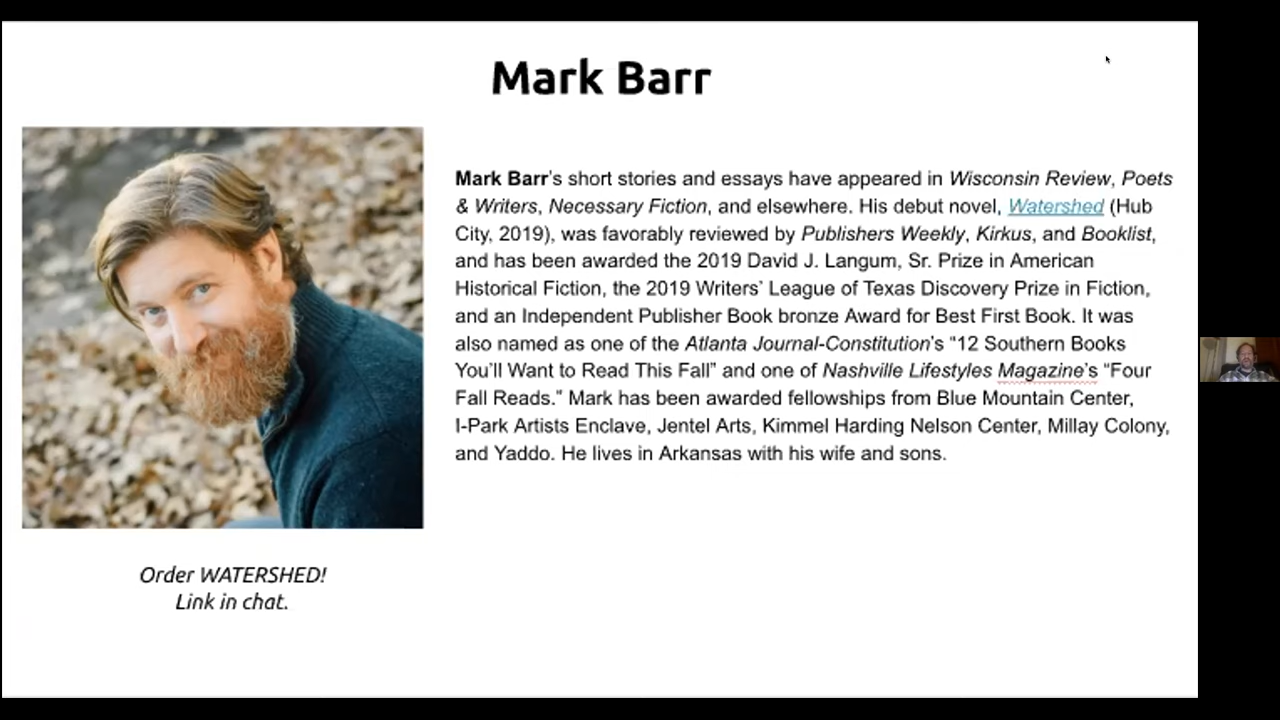 Mark Barr
Mark Barr's short stories and essays have appeared in Wisconsin Review, Poets
& Writers, Necessary Fiction, and elsewhere. His debut novel, Watershed (Hub
City, 2019), was favorably reviewed by Publishers Weekly, Kirkus, and Booklist,
and has been awarded the 2019 David J. Langum, Sr. Prize in American
Historical Fiction, the 2019 Writers' League of Texas Discovery Prize in Fiction,
and an Independent Publisher Book bronze Award for Best First Book. It was
also named as one of the Atlanta Journal-Constitution's “12 Southern Books
You'll Want to Read This Fall” and one of Nashville Lifestyles Magazine's “Four
Fall Reads.” Mark has been awarded fellowships from Blue Mountain Center,
I-Park Artists Enclave, Jentel Arts, Kimmel Harding Nelson Center, Millay Colony,
and Yaddo. He lives in Arkansas with his wife and sons.
Order WATERSHED!
Link in chat.